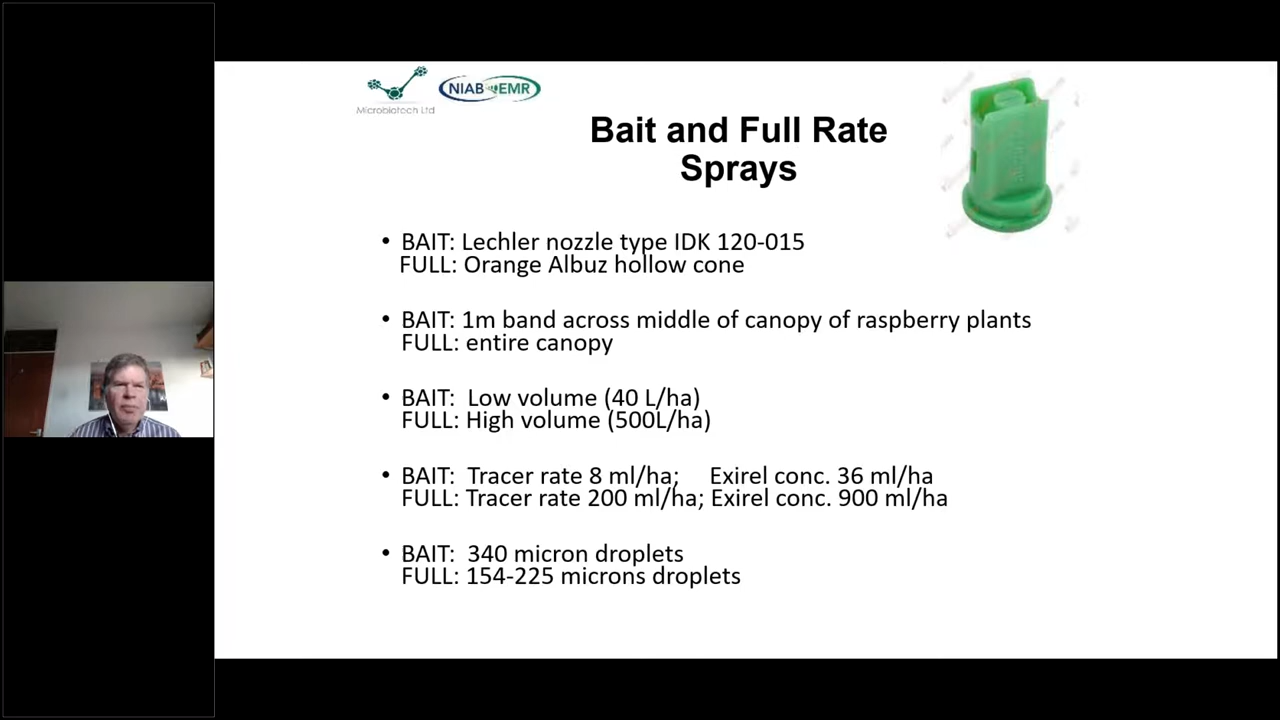 Microbiotech Ltd
NIAB EMR
Bait and Full Rate
Sprays
• BAIT: Lechler nozzle type IDK 120-015
FULL: Orange Albuz hollow cone
• BAIT: 1m band across middle of canopy of raspberry plants
FULL: entire canopy
• BAIT: Low volume (40 L/ha)
FULL: High volume (500L/ha)
• BAIT: Tracer rate 8 ml/ha; Exirel conc. 36 ml/ha
FULL: Tracer rate 200 ml/ha; Exirel conc. 900 ml/ha
• BAIT: 340 micron droplets
FULL: 154-225 microns droplets